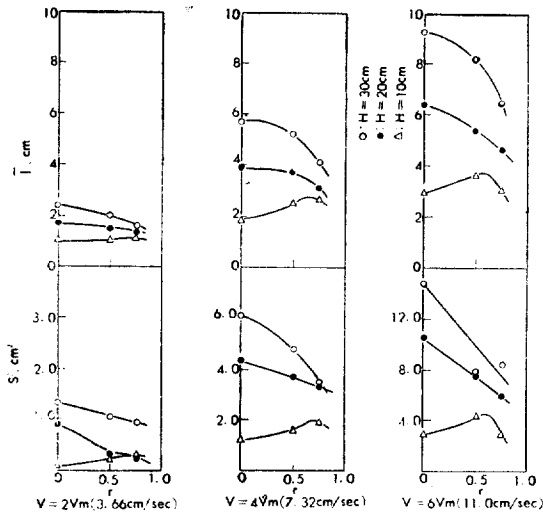 10
10
10
8
8
8
6
6
6
4
4
4
2
2
2
0
0
0
l̄ . cm
○ : H = 30cm
● : H = 20cm
△ : H = 10cm
3.0
2.0
1.0
6.0
4.0
2.0
12.0
8.0
4.0
S . cm²
0 0.5 1.0
0 0.5 1.0
0 0.5 1.0
r
r
r
V = 2Vm(3.66cm/sec)
V = 4Vm(7.32cm/sec)
V = 6Vm(11.0cm/sec)